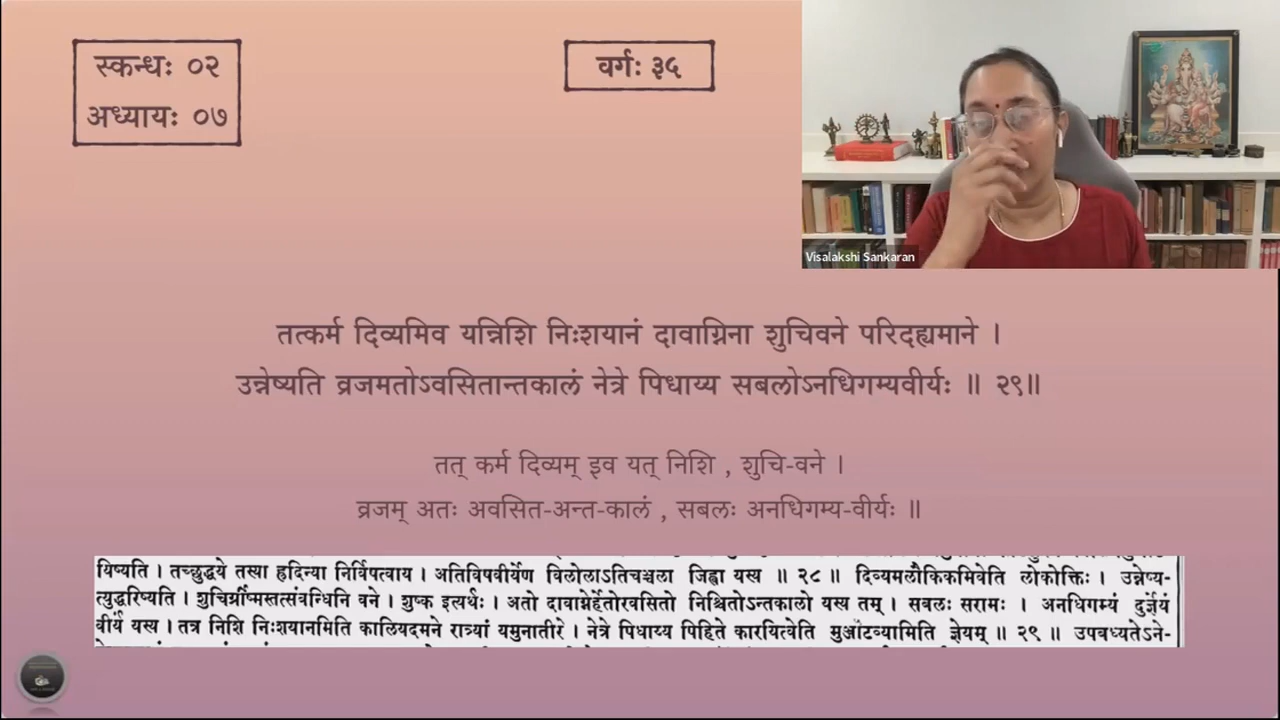 स्कन्धः ०२
अध्यायः ०७
वर्गः ३५
Visalakshi Sankaran
तत्कर्म दिव्यमिव यन्निशि निःशयानं दावाग्निना शुचिवने परिदह्यमाने ।
उन्नेष्यति व्रजमतोऽवसितान्तकालं नेत्रे पिधाय्य सबलोऽनधिगम्यवीर्यः ॥ २९॥
तत् कर्म दिव्यम् इव यत् निशि , शुचि-वने ।
व्रजम् अतः अवसित-अन्त-कालं , सबलः अनधिगम्य-वीर्यः ॥
यिष्यति । तच्छुद्धये तस्या ह्रदिन्या निर्विषत्वाय । अतिविषवीर्येण विलोलाऽतिचञ्चला जिह्वा यस्य ॥ २८ ॥ दिव्यमलौकिकमिवेति लोकोक्तिः । उन्नेष्य-
त्युद्धरिष्यति । शुचिर्ग्रीष्मस्तत्संबन्धिनि वने । शुष्क इत्यर्थः । अतो दावाग्नेर्हेतोरवसितो निश्चितोऽन्तकालो यस्य तम् । सबलः सरामः । अनधिगम्यं दुर्ज्ञेयं
वीर्यं यस्य । तत्र निशि निःशयानमिति कालियदमने रात्र्यां यमुनातीरे । नेत्रे पिधाय्य पिहिते कारयित्वेति मुञ्जाटव्यामिति ज्ञेयम् ॥ २९ ॥ उपवध्यतेऽने-